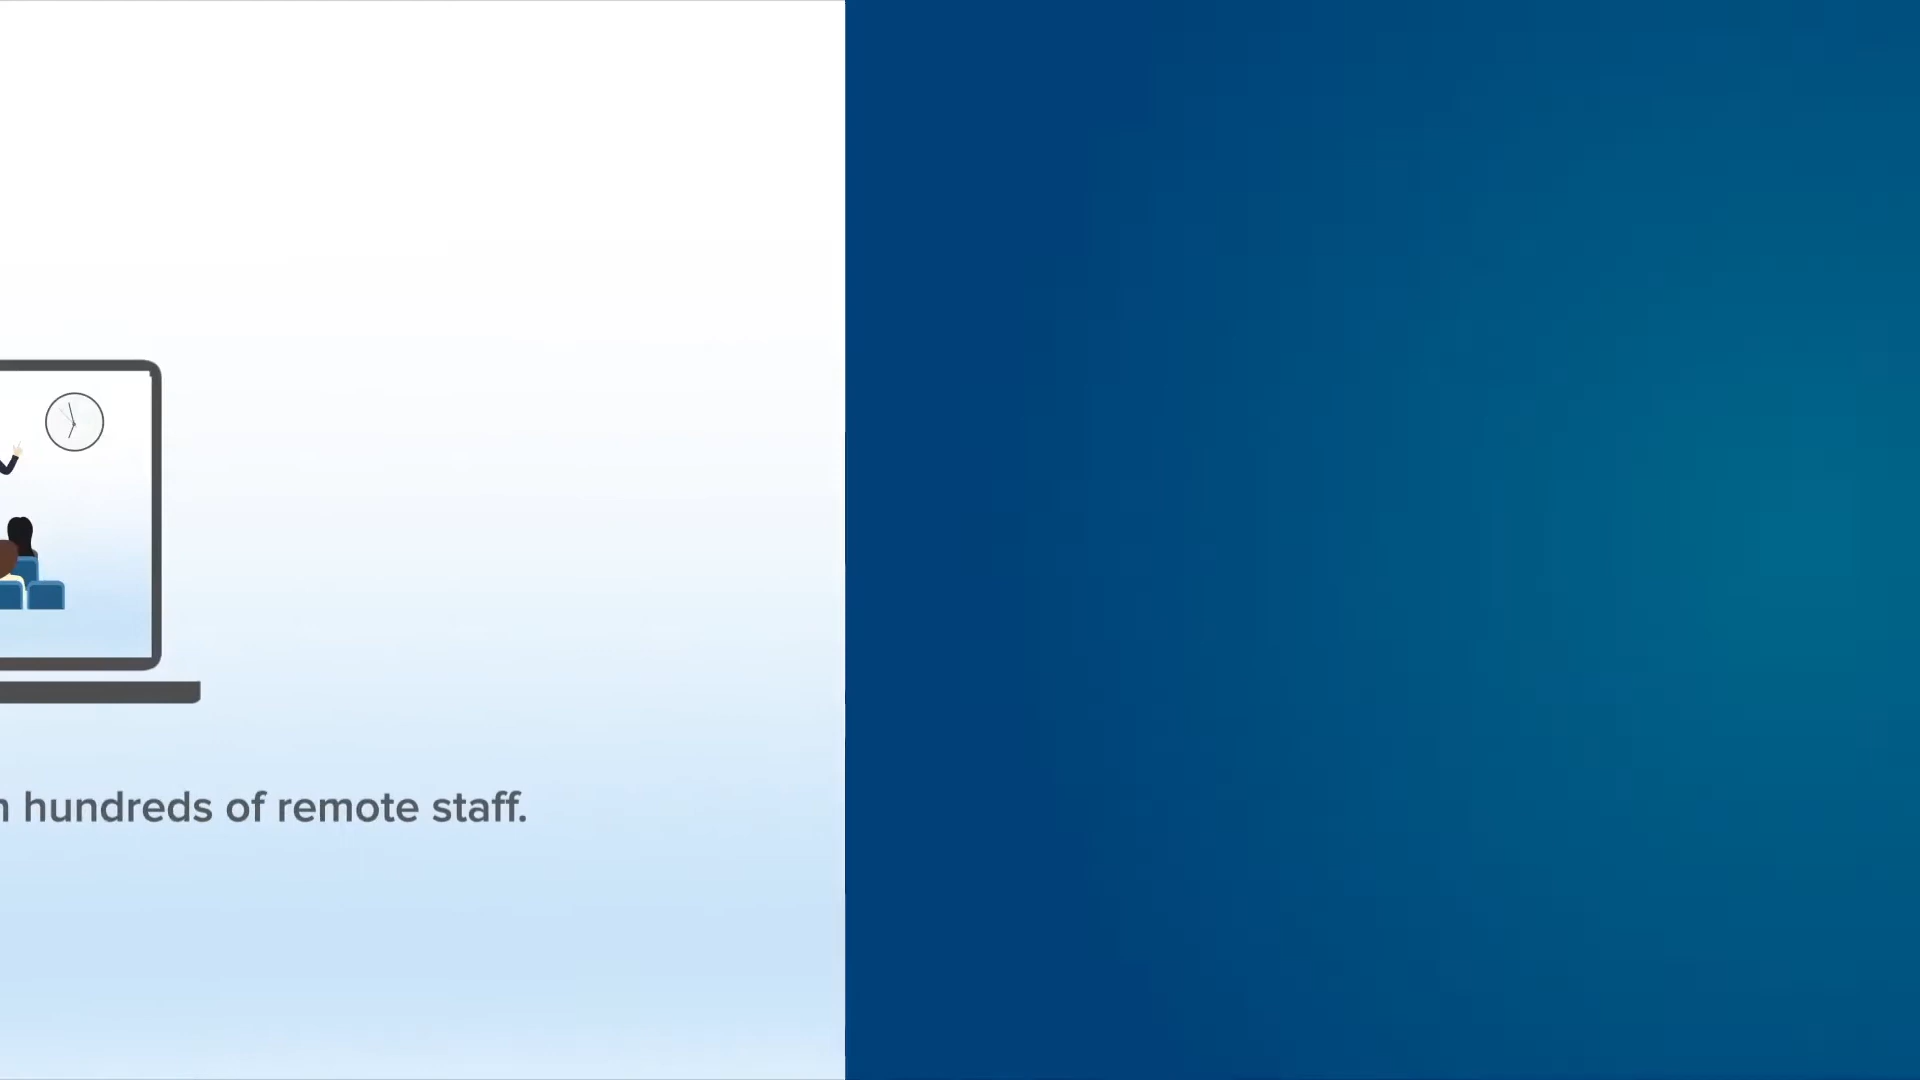 hundreds of remote staff.